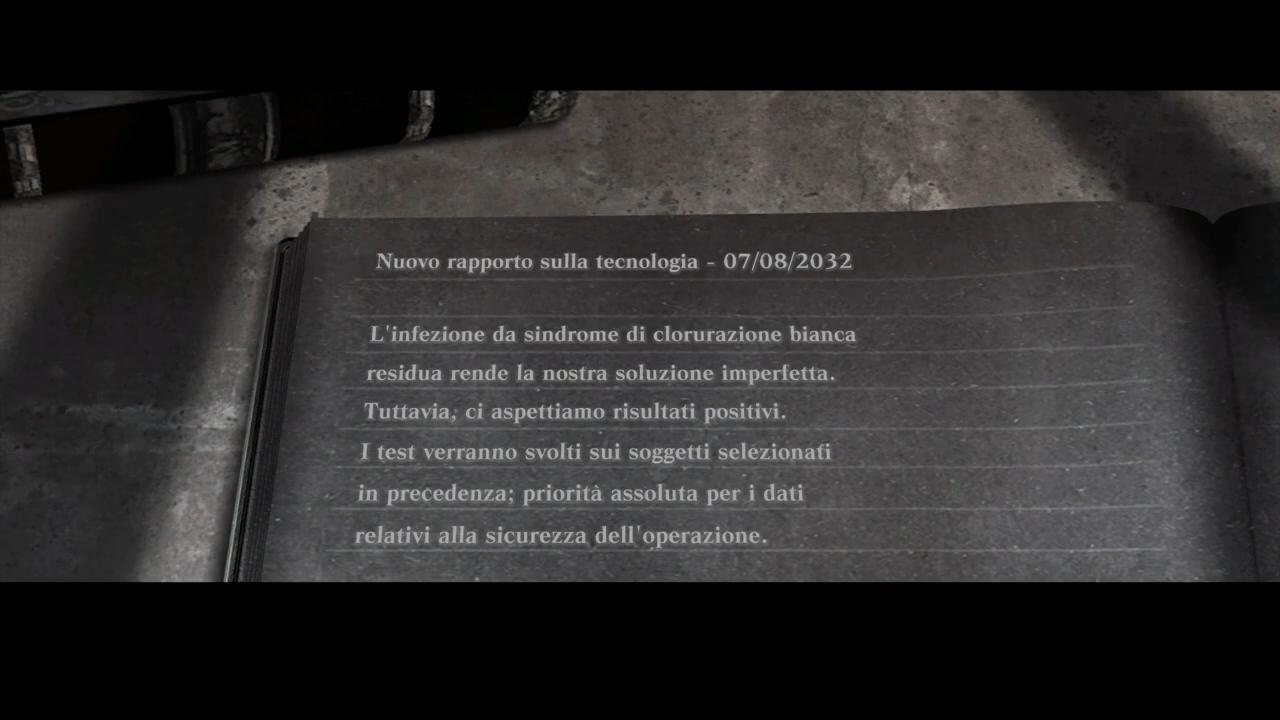 Nuovo rapporto sulla tecnologia - 07/08/2032
L'infezione da sindrome di clorurazione bianca
residua rende la nostra soluzione imperfetta.
Tuttavia, ci aspettiamo risultati positivi.
I test verranno svolti sui soggetti selezionati
in precedenza; priorità assoluta per i dati
relativi alla sicurezza dell'operazione.